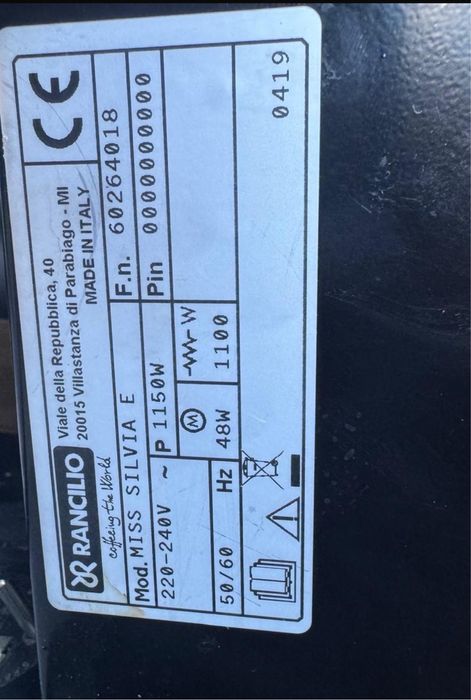 RANCILIO
coffeeing the World
Viale della Repubblica, 40
20015 Villastanza di Parabiago - MI
MADE IN ITALY
CE
Mod. MISS SILVIA E
F.n. 60264018
220-240V ~
P 1150W
Pin 00000000000
50/60 Hz
M
48W
W
1100
0419